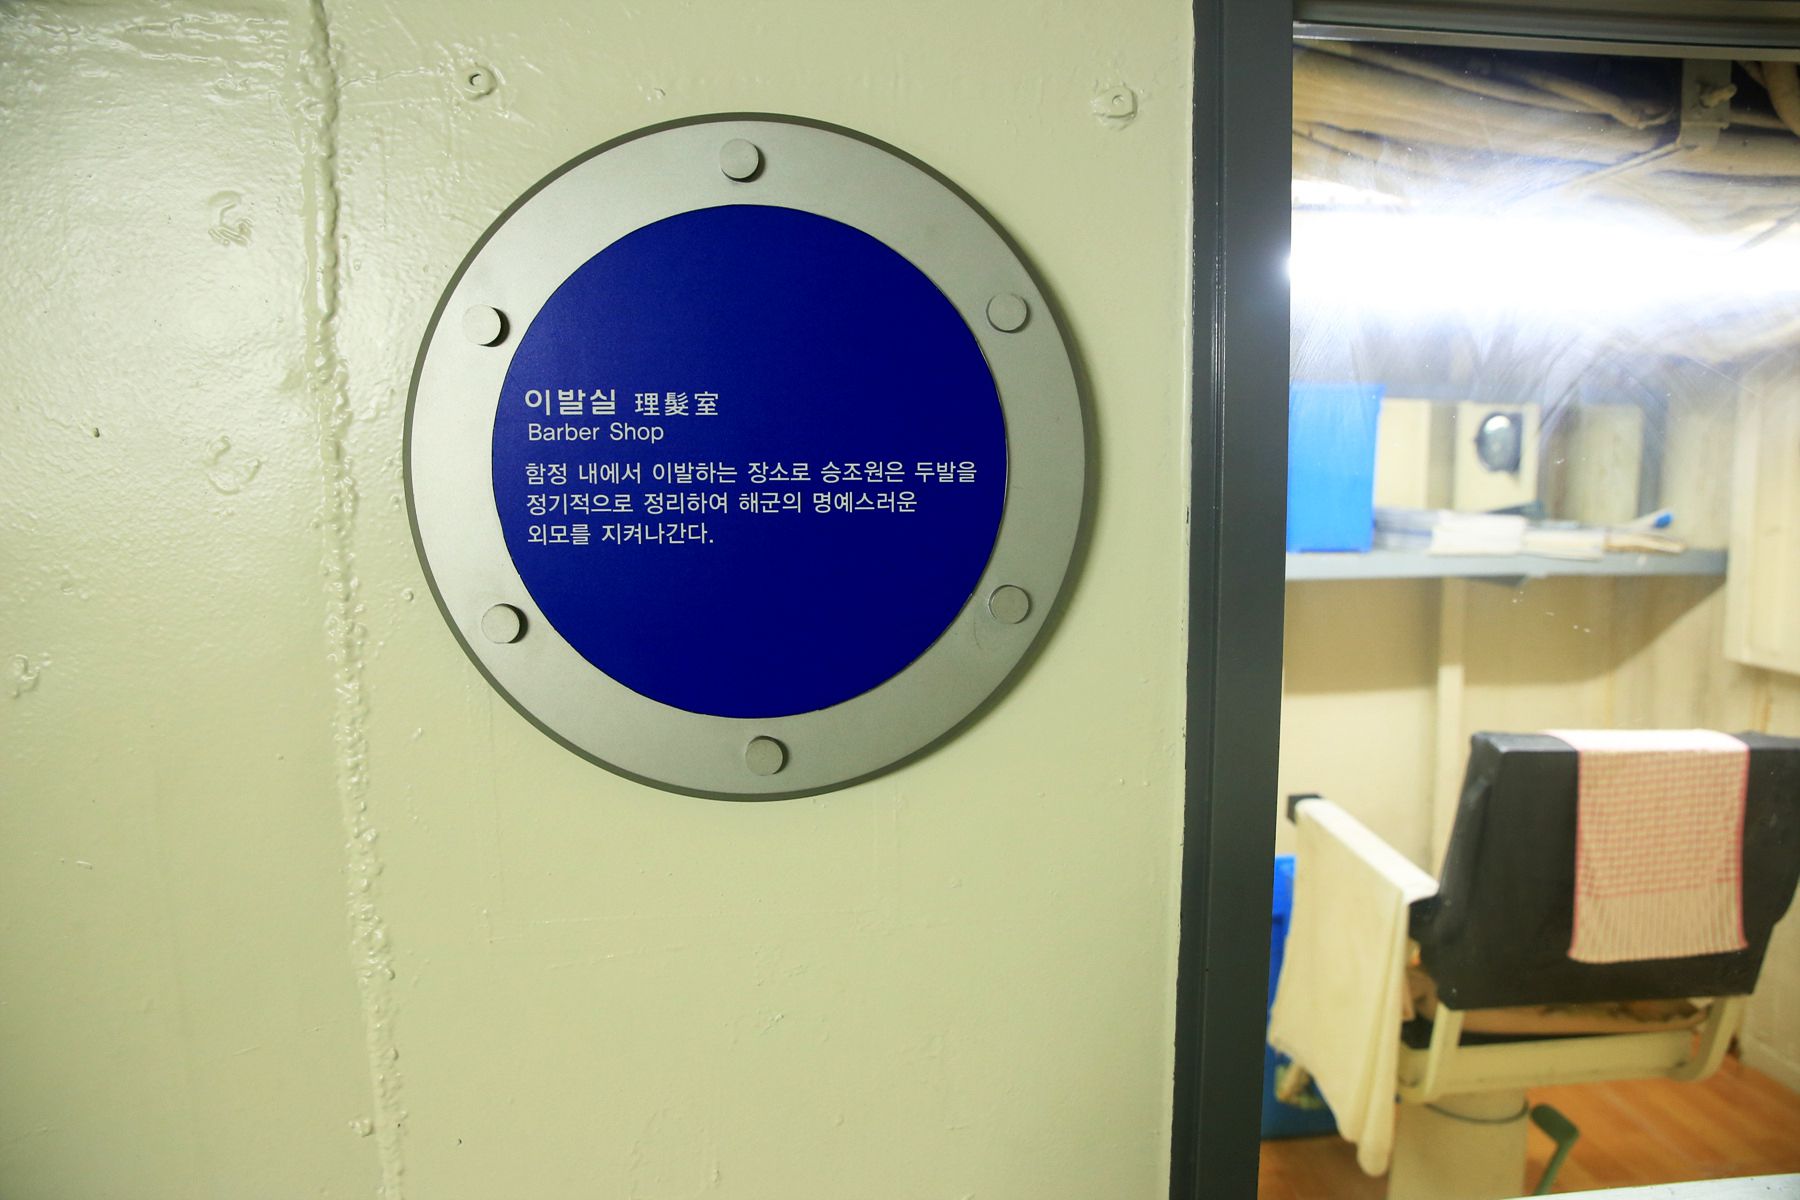 이발실 理髮室
Barber Shop
함정 내에서 이발하는 장소로 승조원은 두발을
정기적으로 정리하여 해군의 명예스러운
외모를 지켜나간다.